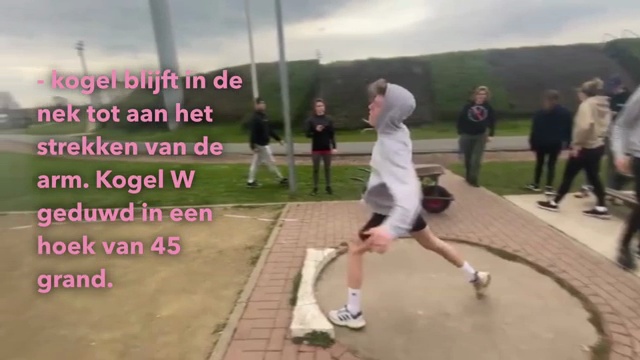 - kogel blijft in de
nek tot aan het
strekken van de
arm. Kogel W
geduwd in een
hoek van 45
grand.